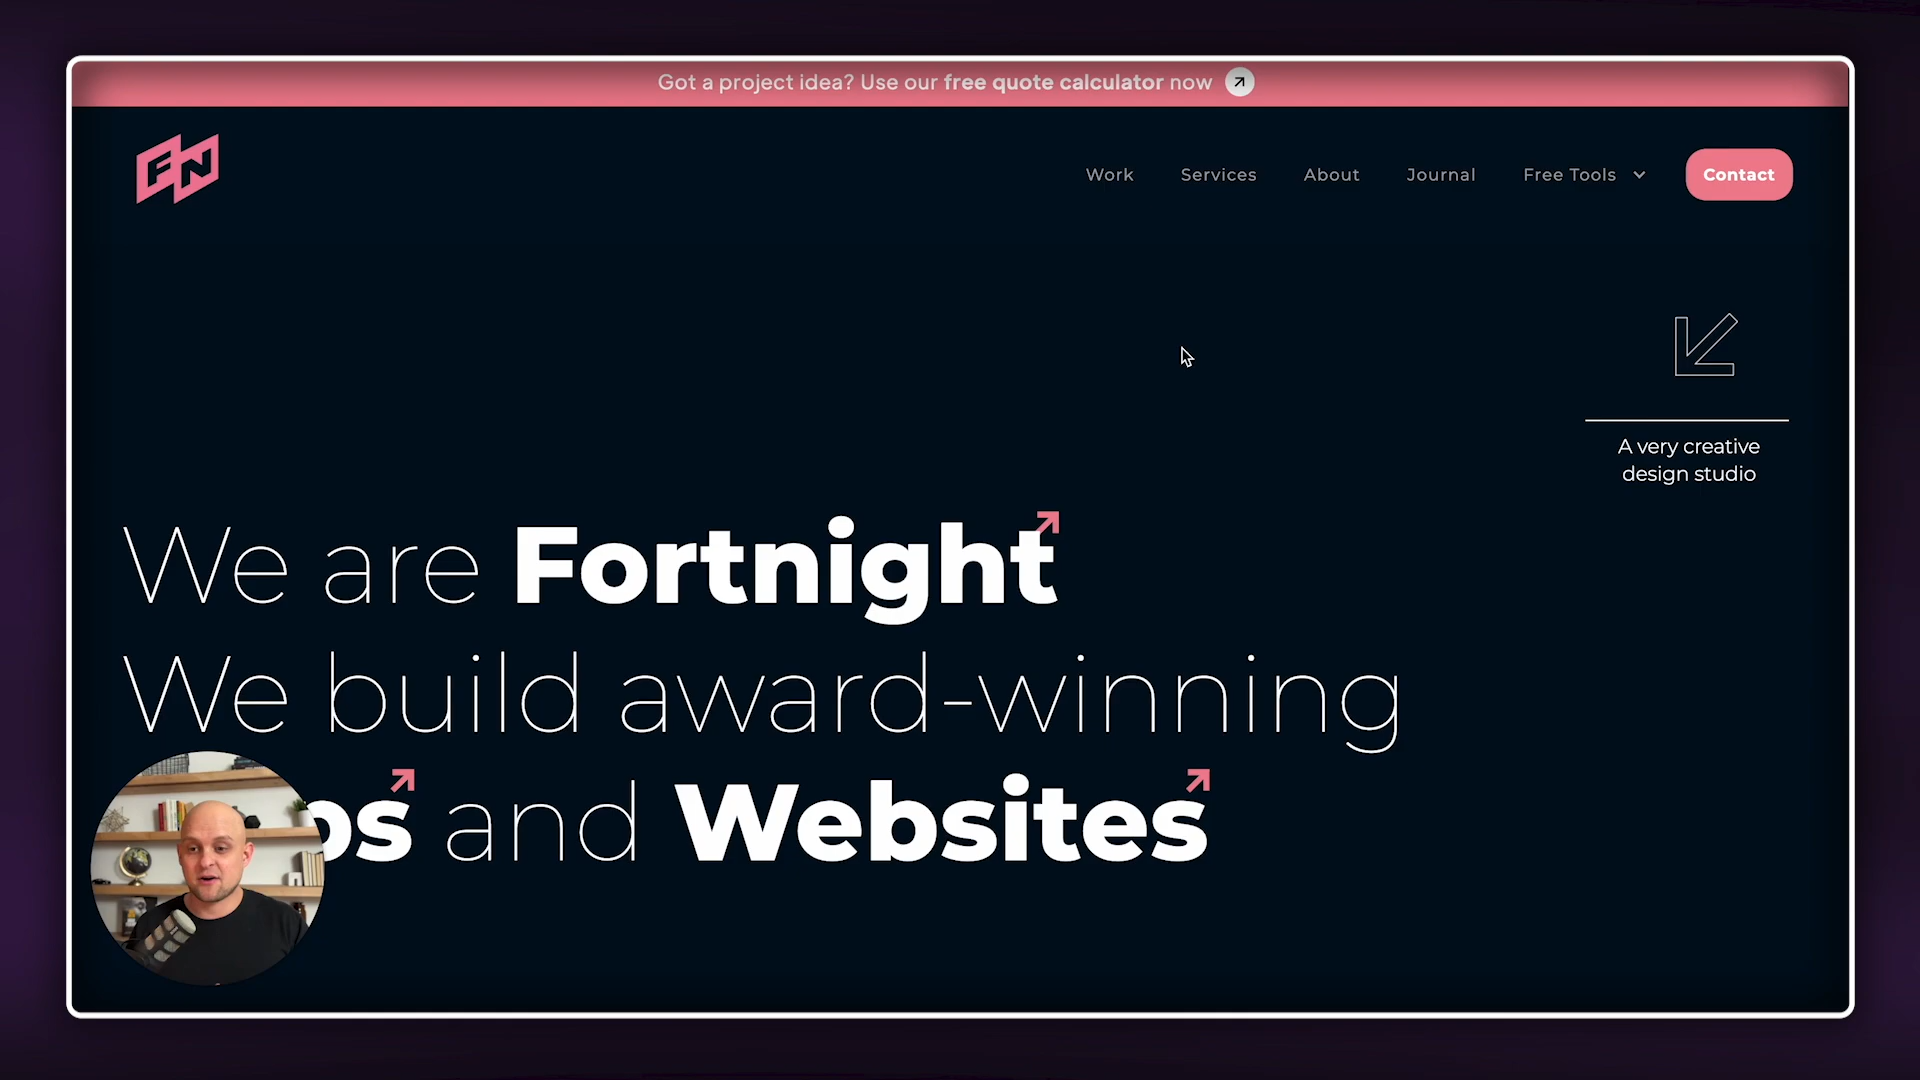 Got a project idea? Use our free quote calculator now
FN
Work Services About Journal Free Tools Contact
A very creative
design studio
We are Fortnight
We build award-winning
and Websites